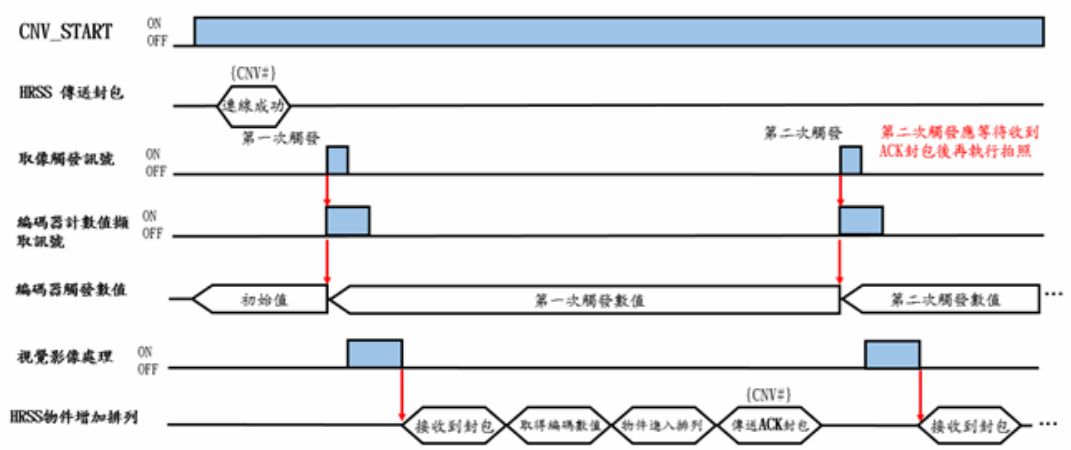 CNV_START
ON
OFF
{CNV#}
HRSS 傳送封包
連線成功
第一次觸發
第二次觸發
第二次觸發應等待收到
ACK封包後再執行拍照
取像觸發訊號
ON
OFF
編碼器計數值擷
取訊號
ON
OFF
編碼器觸發數值
初始值
第一次觸發數值
第二次觸發數值
...
視覺影像處理
ON
OFF
{CNV#}
HRSS物件增加排列
接收到封包
取得編碼數值
物件進入排列
傳送ACK封包
接收到封包
...